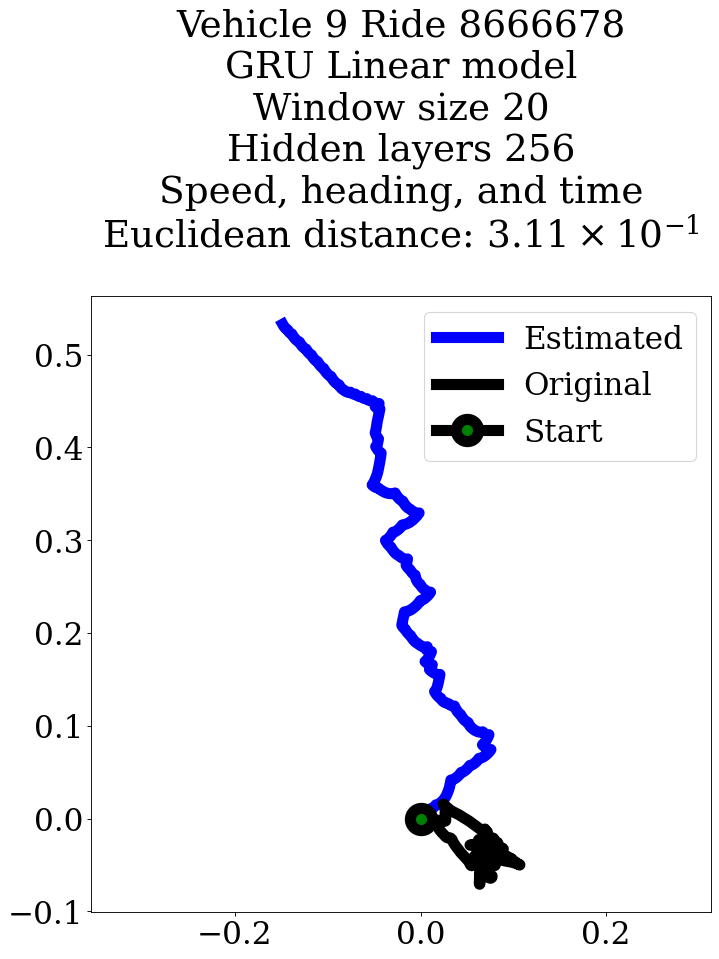 Vehicle 9 Ride 8666678
GRU Linear model
Window size 20
Hidden layers 256
Speed, heading, and time
Euclidean distance: 3.11 × 10⁻¹
Estimated
Original
Start
0.5
0.4
0.3
0.2
0.1
0.0
−0.1
−0.2 0.0 0.2